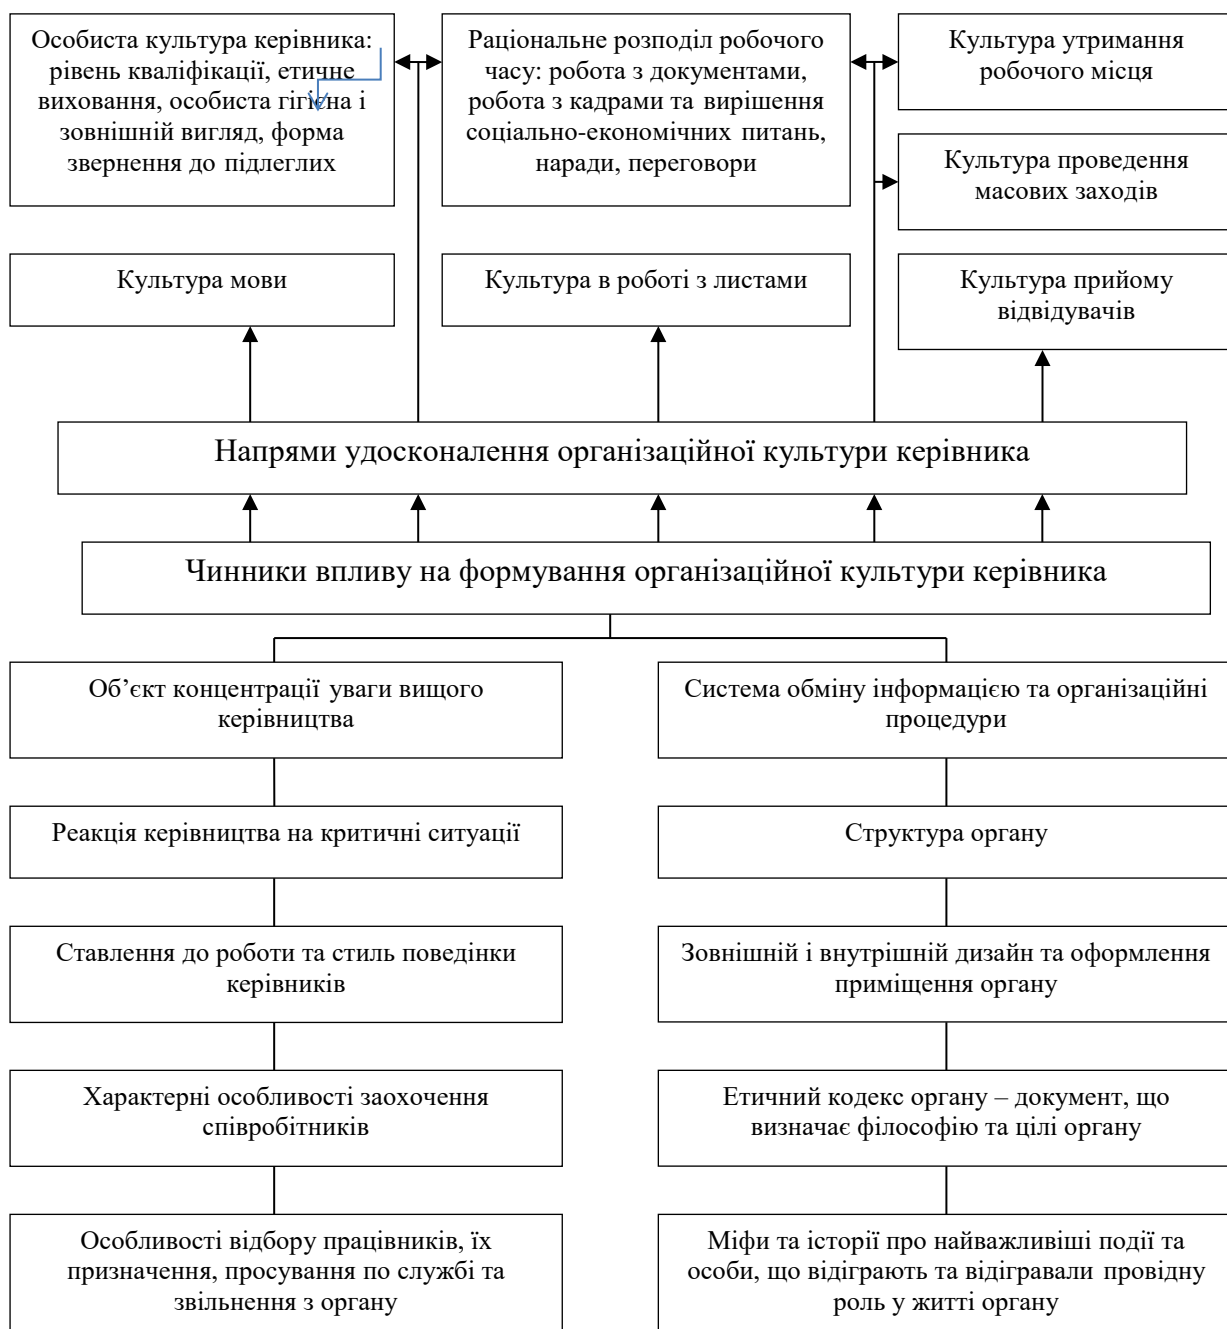 Особиста культура керівника:
рівень кваліфікації, етичне
виховання, особиста гігієна і
зовнішній вигляд, форма
звернення до підлеглих
Раціональне розподіл робочого
часу: робота з документами,
робота з кадрами та вирішення
соціально-економічних питань,
наради, переговори
Культура утримання
робочого місця
Культура проведення
масових заходів
Культура мови
Культура в роботі з листами
Культура прийому
відвідувачів
Напрями удосконалення організаційної культури керівника
Чинники впливу на формування організаційної культури керівника
Об’єкт концентрації уваги вищого
керівництва
Реакція керівництва на критичні ситуації
Ставлення до роботи та стиль поведінки
керівників
Характерні особливості заохочення
співробітників
Особливості відбору працівників, їх
призначення, просування по службі та
звільнення з органу
Система обміну інформацією та організаційні
процедури
Структура органу
Зовнішній і внутрішній дизайн та оформлення
приміщення органу
Етичний кодекс органу – документ, що
визначає філософію та цілі органу
Міфи та історії про найважливіші події та
особи, що відіграють та відігравали провідну
роль у житті органу